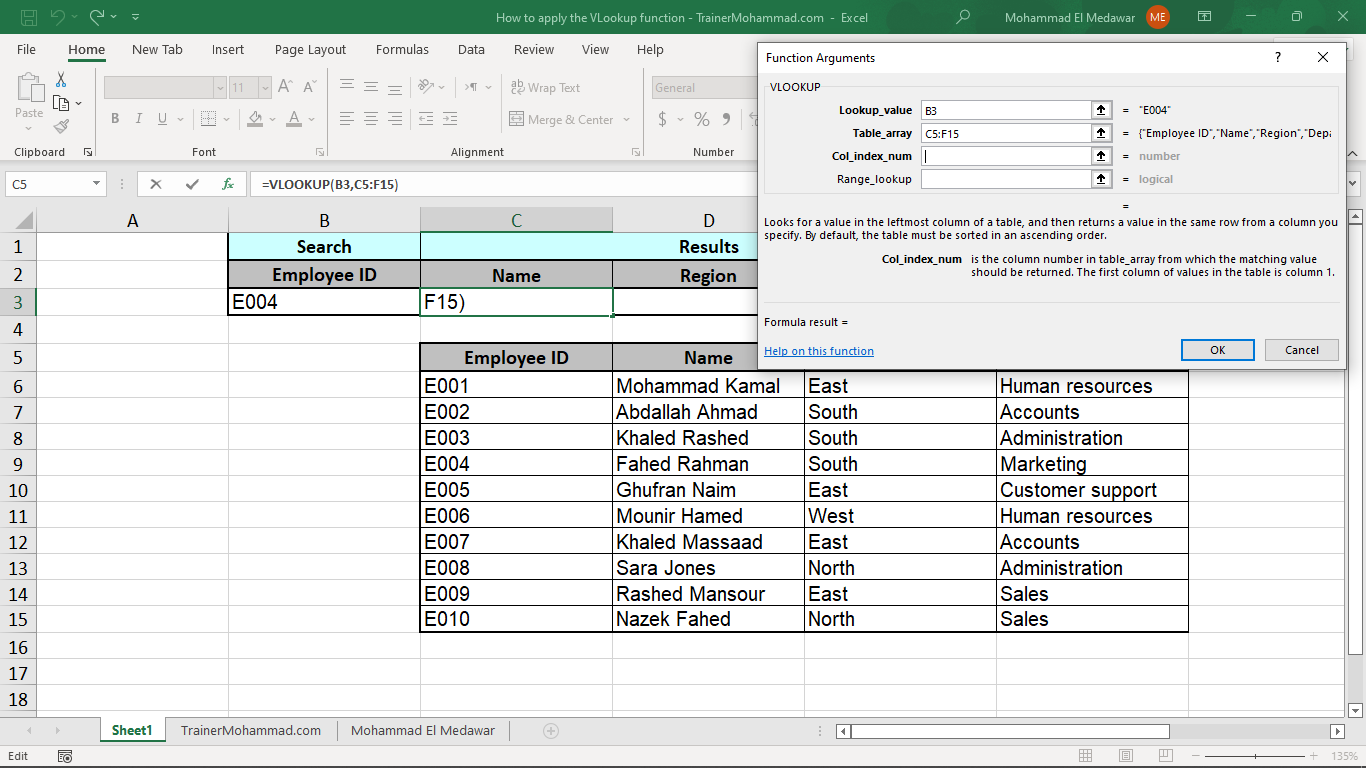 How to apply the VLookup function - TrainerMohammad.com - Excel
Mohammad El Medawar
ME
File Home New Tab Insert Page Layout Formulas Data Review View Help
Paste
11
Wrap Text
Merge & Center
General
$ %
Clipboard Font Alignment Number
C5
fx
=VLOOKUP(B3,C5:F15)
Function Arguments
?
VLOOKUP
Lookup_value B3 = "E004"
Table_array C5:F15 = {"Employee ID","Name","Region","Depa
Col_index_num = number
Range_lookup = logical
=
Looks for a value in the leftmost column of a table, and then returns a value in the same row from a column you
specify. By default, the table must be sorted in an ascending order.
Col_index_num is the column number in table_array from which the matching value
should be returned. The first column of values in the table is column 1.
Formula result =
Help on this function
OK Cancel
A B C D
1 Search Results
2 Employee ID Name Region
3 E004 F15)
4
5 Employee ID Name
6 E001 Mohammad Kamal East Human resources
7 E002 Abdallah Ahmad South Accounts
8 E003 Khaled Rashed South Administration
9 E004 Fahed Rahman South Marketing
10 E005 Ghufran Naim East Customer support
11 E006 Mounir Hamed West Human resources
12 E007 Khaled Massaad East Accounts
13 E008 Sara Jones North Administration
14 E009 Rashed Mansour East Sales
15 E010 Nazek Fahed North Sales
16
17
18
Sheet1 TrainerMohammad.com Mohammad El Medawar
Edit
135%